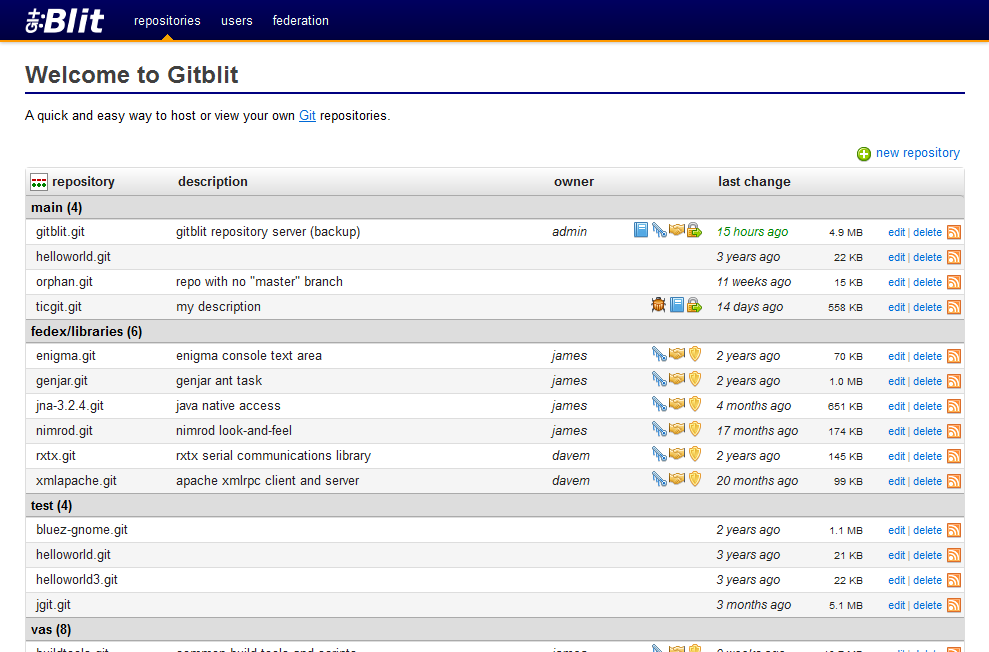 git:Blit repositories users federation
Welcome to Gitblit
A quick and easy way to host or view your own Git repositories.
new repository
repository description owner last change
main (4)
gitblit.git gitblit repository server (backup) admin 15 hours ago 4.9 MB edit | delete
helloworld.git 3 years ago 22 KB edit | delete
orphan.git repo with no "master" branch 11 weeks ago 15 KB edit | delete
ticgit.git my description 14 days ago 558 KB edit | delete
fedex/libraries (6)
enigma.git enigma console text area james 2 years ago 70 KB edit | delete
genjar.git genjar ant task james 2 years ago 1.0 MB edit | delete
jna-3.2.4.git java native access james 4 months ago 651 KB edit | delete
nimrod.git nimrod look-and-feel james 17 months ago 174 KB edit | delete
rxtx.git rxtx serial communications library davem 2 years ago 145 KB edit | delete
xmlapache.git apache xmlrpc client and server davem 20 months ago 99 KB edit | delete
test (4)
bluez-gnome.git 2 years ago 1.1 MB edit | delete
helloworld.git 3 years ago 21 KB edit | delete
helloworld3.git 3 years ago 22 KB edit | delete
jgit.git 3 months ago 5.1 MB edit | delete
vas (8)